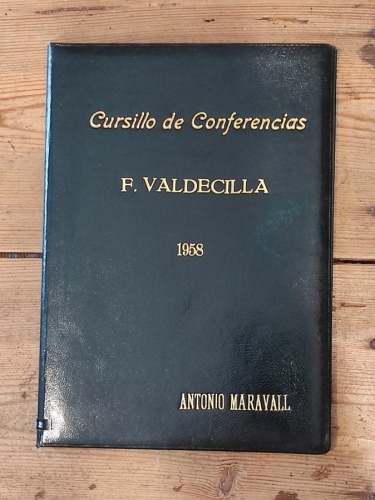 Cursillo de Conferencias
F. VALDECILLA
1958
ANTONIO MARAVALL